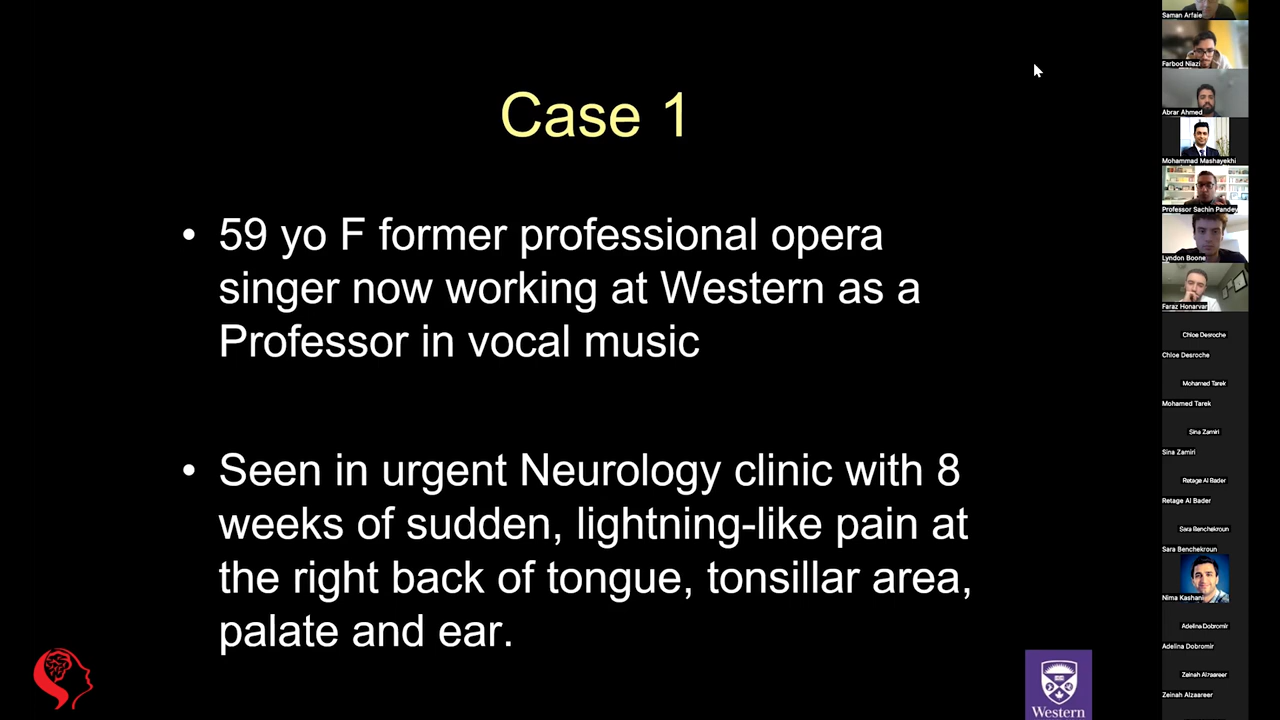 Case 1
• 59 yo F former professional opera
singer now working at Western as a
Professor in vocal music
• Seen in urgent Neurology clinic with 8
weeks of sudden, lightning-like pain at
the right back of tongue, tonsillar area,
palate and ear.
Western
Saman Arfaie
Farbod Niazi
Abrar Ahmed
Mohammad Mashayekhi
Professor Sachin Pandey
Lyndon Boone
Faraz Honarvar
Chloe Desroche
Chloe Desroche
Mohamed Tarek
Mohamed Tarek
Sina Zamiri
Sina Zamiri
Retage Al Bader
Retage Al Bader
Sara Benchekroun
Sara Benchekroun
Nima Kashani
Adelina Dobromir
Adelina Dobromir
Zeinah Alzaareer
Zeinah Alzaareer